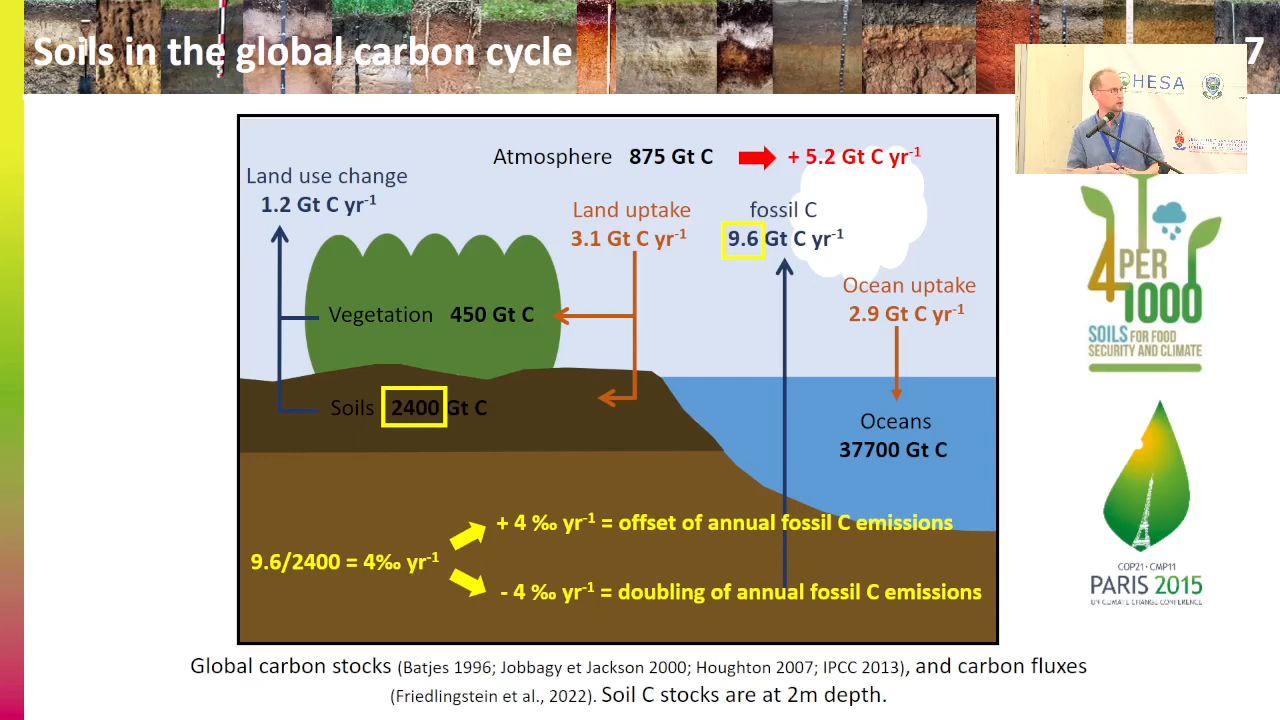 Soils in the global carbon cycle
7
HESA
Atmosphere 875 Gt C + 5.2 Gt C yr-1
Land use change
1.2 Gt C yr-1
Land uptake
3.1 Gt C yr-1
fossil C
9.6 Gt C yr-1
Ocean uptake
2.9 Gt C yr-1
Vegetation 450 Gt C
Soils 2400 Gt C
Oceans
37700 Gt C
9.6/2400 = 4‰ yr-1
+ 4 ‰ yr-1 = offset of annual fossil C emissions
- 4 ‰ yr-1 = doubling of annual fossil C emissions
4 PER
1000
SOILS FOR FOOD
SECURITY AND CLIMATE
COP21 · CMP11
PARIS 2015
UN CLIMATE CHANGE CONFERENCE
Global carbon stocks (Batjes 1996; Jobbagy et Jackson 2000; Houghton 2007; IPCC 2013), and carbon fluxes
(Friedlingstein et al., 2022). Soil C stocks are at 2m depth.